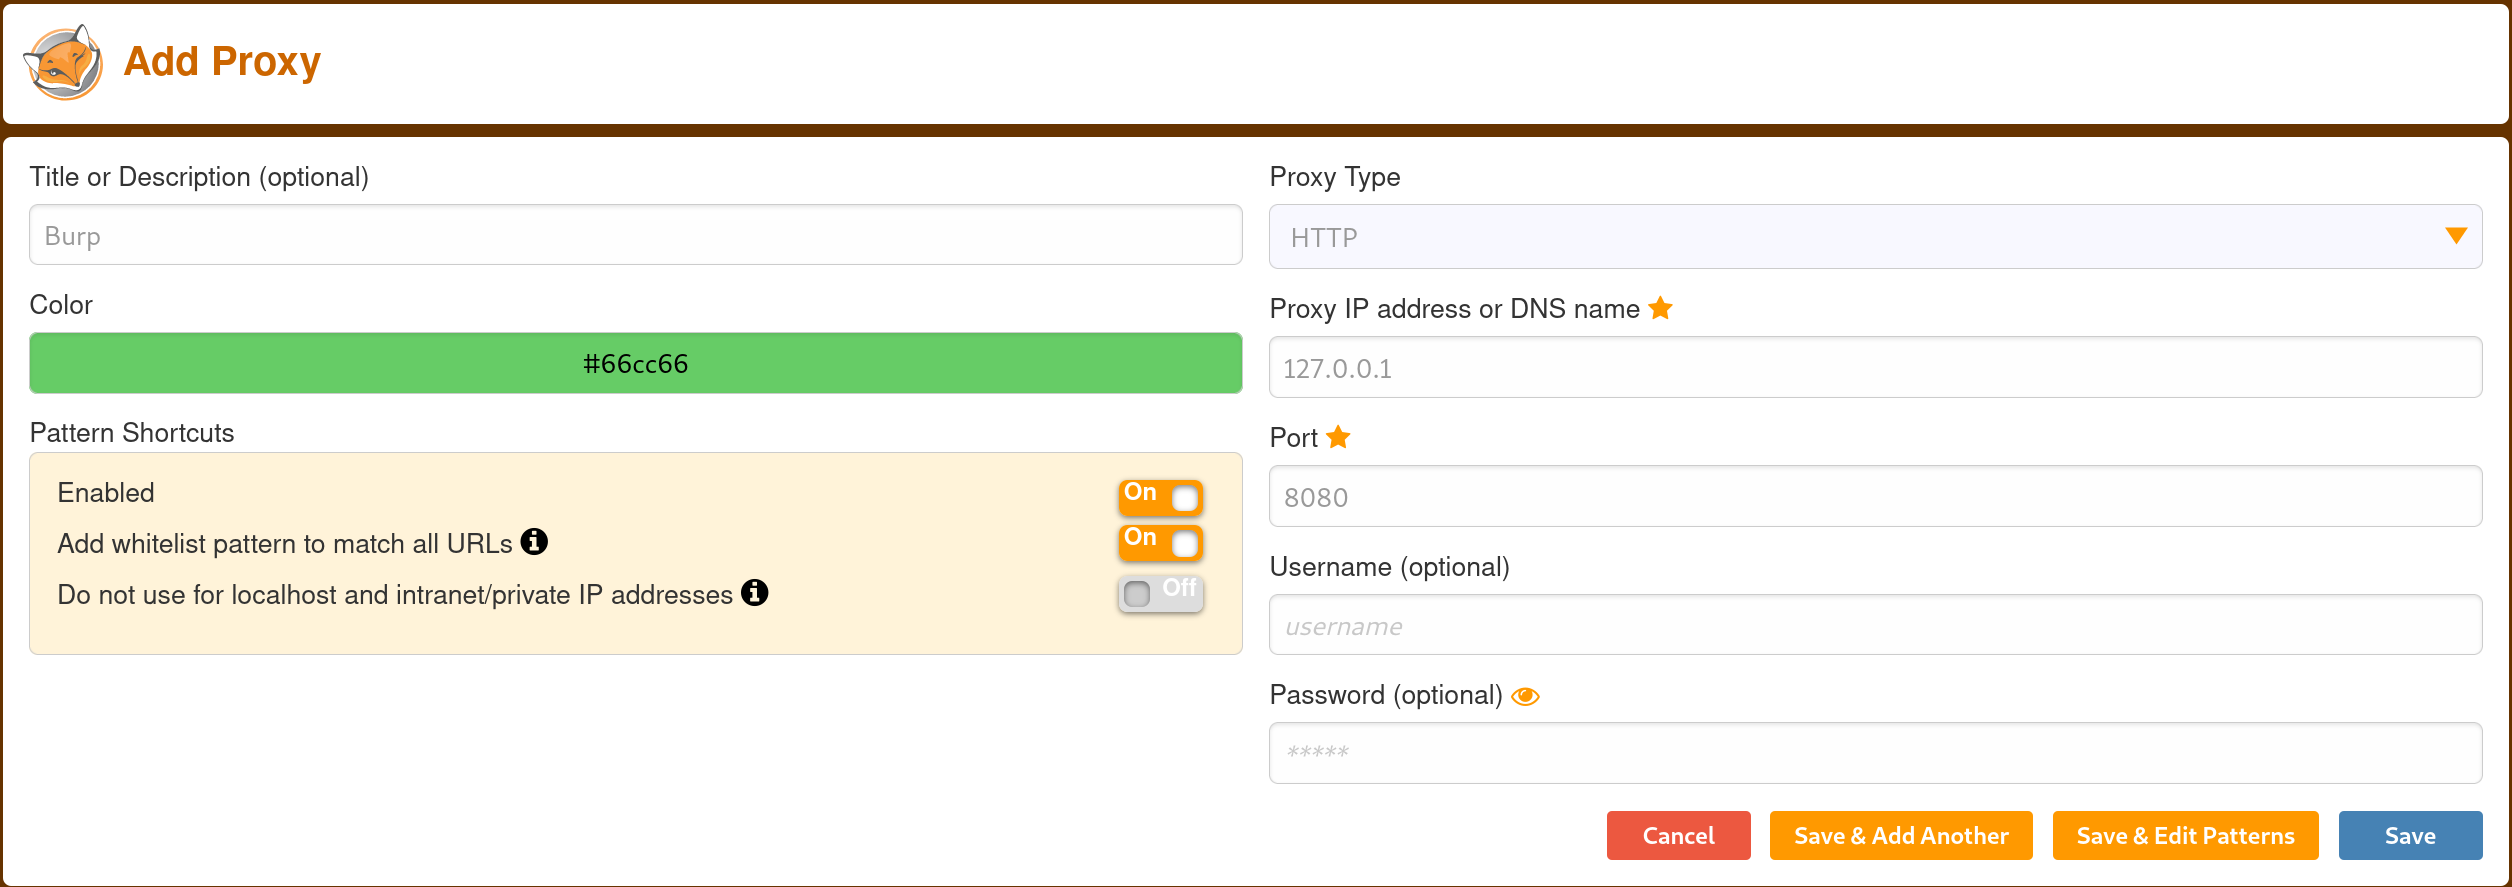 Add Proxy
Title or Description (optional)
Burp
Color
#66cc66
Pattern Shortcuts
Enabled
On
Add whitelist pattern to match all URLs
On
Do not use for localhost and intranet/private IP addresses
Off
Proxy Type
HTTP
Proxy IP address or DNS name
127.0.0.1
Port
8080
Username (optional)
username
Password (optional)
*****
Cancel
Save & Add Another
Save & Edit Patterns
Save